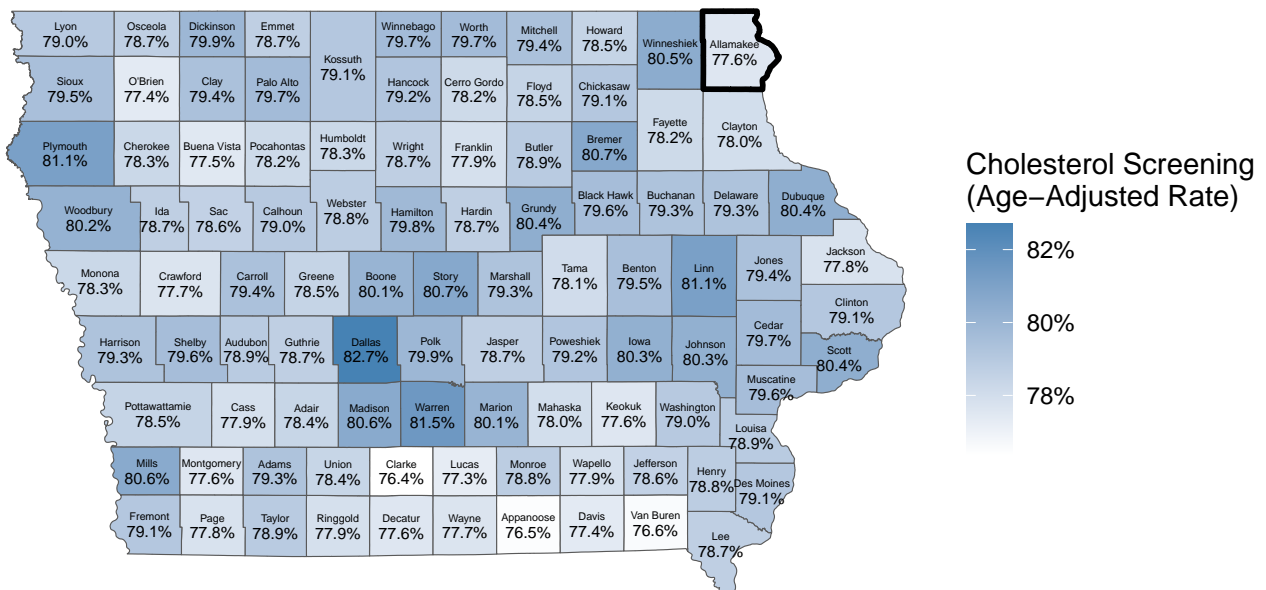 Lyon
79.0%
Osceola
78.7%
Dickinson
79.9%
Emmet
78.7%
Kossuth
79.1%
Winnebago
79.7%
Worth
79.7%
Mitchell
79.4%
Howard
78.5%
Winneshiek
80.5%
Allamakee
77.6%
Sioux
79.5%
O'Brien
77.4%
Clay
79.4%
Palo Alto
79.7%
Hancock
79.2%
Cerro Gordo
78.2%
Floyd
78.5%
Chickasaw
79.1%
Fayette
78.2%
Clayton
78.0%
Plymouth
81.1%
Cherokee
78.3%
Buena Vista
77.5%
Pocahontas
78.2%
Humboldt
78.3%
Wright
78.7%
Franklin
77.9%
Butler
78.9%
Bremer
80.7%
Woodbury
80.2%
Ida
78.7%
Sac
78.6%
Calhoun
79.0%
Webster
78.8%
Hamilton
79.8%
Hardin
78.7%
Grundy
80.4%
Black Hawk
79.6%
Buchanan
79.3%
Delaware
79.3%
Dubuque
80.4%
Monona
78.3%
Crawford
77.7%
Carroll
79.4%
Greene
78.5%
Boone
80.1%
Story
80.7%
Marshall
79.3%
Tama
78.1%
Benton
79.5%
Linn
81.1%
Jones
79.4%
Jackson
77.8%
Clinton
79.1%
Harrison
79.3%
Shelby
79.6%
Audubon
78.9%
Guthrie
78.7%
Dallas
82.7%
Polk
79.9%
Jasper
78.7%
Poweshiek
79.2%
Iowa
80.3%
Johnson
80.3%
Cedar
79.7%
Scott
80.4%
Muscatine
79.6%
Pottawattamie
78.5%
Cass
77.9%
Adair
78.4%
Madison
80.6%
Warren
81.5%
Marion
80.1%
Mahaska
78.0%
Keokuk
77.6%
Washington
79.0%
Louisa
78.9%
Mills
80.6%
Montgomery
77.6%
Adams
79.3%
Union
78.4%
Clarke
76.4%
Lucas
77.3%
Monroe
78.8%
Wapello
77.9%
Jefferson
78.6%
Henry
78.8%
Des Moines
79.1%
Fremont
79.1%
Page
77.8%
Taylor
78.9%
Ringgold
77.9%
Decatur
77.6%
Wayne
77.7%
Appanoose
76.5%
Davis
77.4%
Van Buren
76.6%
Lee
78.7%
Cholesterol Screening
(Age−Adjusted Rate)
82%
80%
78%